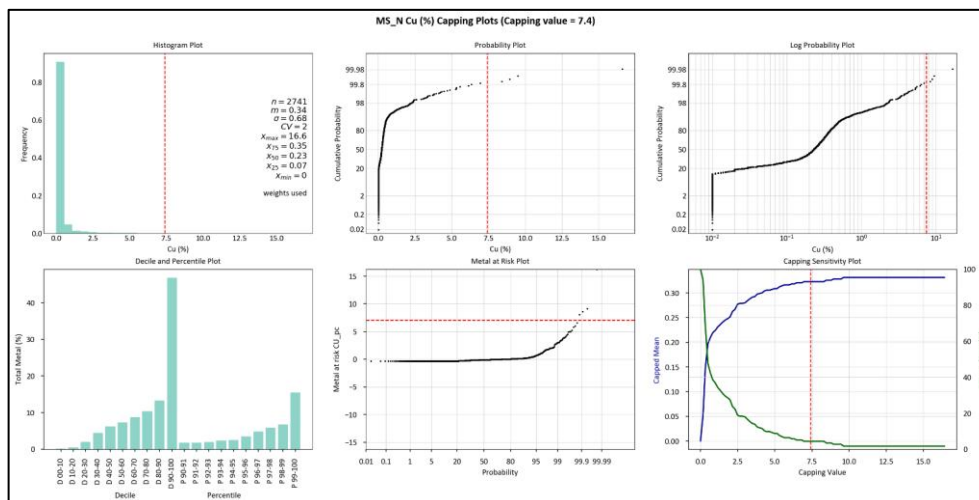 MS_N Cu (%) Capping Plots (Capping value = 7.4)
Histogram Plot
0.8
0.6
0.4
0.2
0.0
Frequency
n = 2741
m = 0.34
σ = 0.68
CV = 2
xmax = 16.6
x75 = 0.35
x50 = 0.23
x25 = 0.07
xmin = 0
weights used
0.0 2.5 5.0 7.5 10.0 12.5 15.0
Cu (%)
Probability Plot
99.98
99.8
98
80
50
20
2
0.2
0.02
Cumulative Probability
0.0 2.5 5.0 7.5 10.0 12.5 15.0
Cu (%)
Log Probability Plot
99.98
99.8
98
80
50
20
2
0.2
0.02
Cumulative Probability
10⁻² 10⁻¹ 10⁰ 10¹
Cu (%)
Decile and Percentile Plot
40
30
20
10
0
Total Metal (%)
D 00-10
D 10-20
D 20-30
D 30-40
D 40-50
D 50-60
D 60-70
D 70-80
D 80-90
D 90-100
P 90-91
P 91-92
P 92-93
P 93-94
P 94-95
P 95-96
P 96-97
P 97-98
P 98-99
P 99-100
Decile Percentile
Metal at Risk Plot
15
10
5
0
−5
−10
−15
Metal at risk CU_pc
0.01 0.1 1 5 20 50 80 95 99 99.9 99.99
Probability
Capping Sensitivity Plot
0.30
0.25
0.20
0.15
0.10
0.05
0.00
Capped Mean
100
80
60
40
20
0
0.0 2.5 5.0 7.5 10.0 12.5 15.0
Capping Value